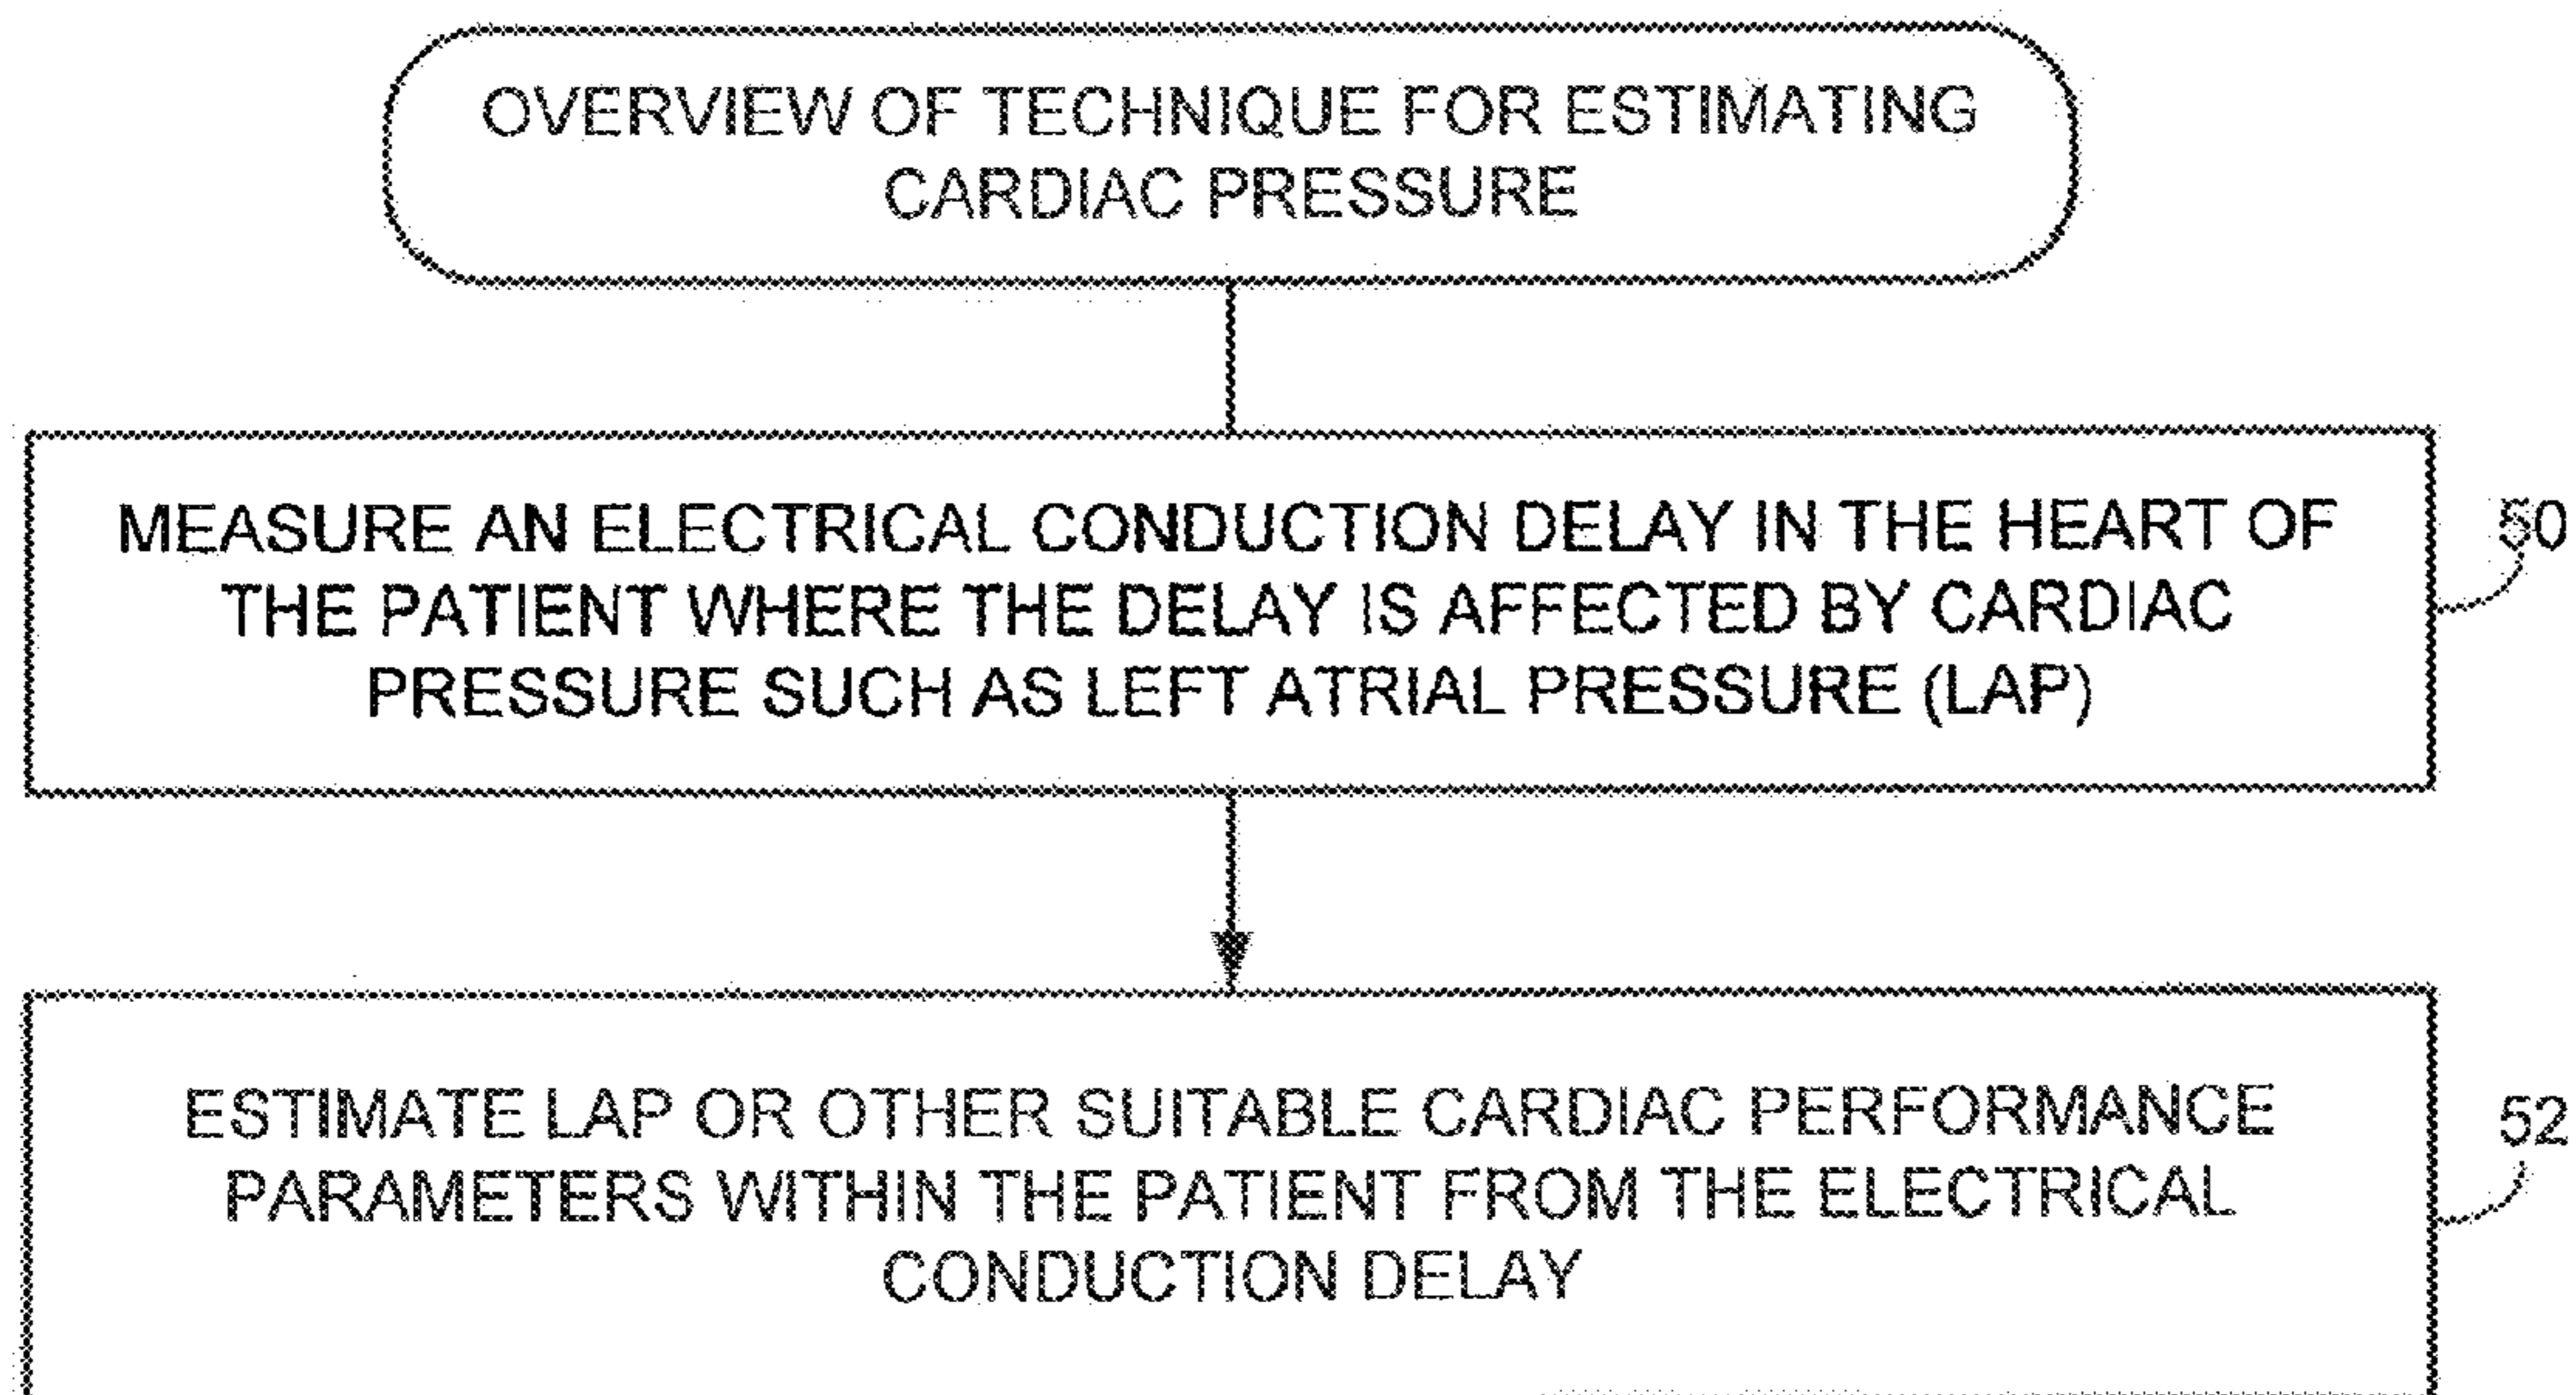 OVERVIEW OF TECHNIQUE FOR ESTIMATING
CARDIAC PRESSURE
MEASURE AN ELECTRICAL CONDUCTION DELAY IN THE HEART OF
THE PATIENT WHERE THE DELAY IS AFFECTED BY CARDIAC
PRESSURE SUCH AS LEFT ATRIAL PRESSURE (LAP)
50
ESTIMATE LAP OR OTHER SUITABLE CARDIAC PERFORMANCE
PARAMETERS WITHIN THE PATIENT FROM THE ELECTRICAL
CONDUCTION DELAY
52